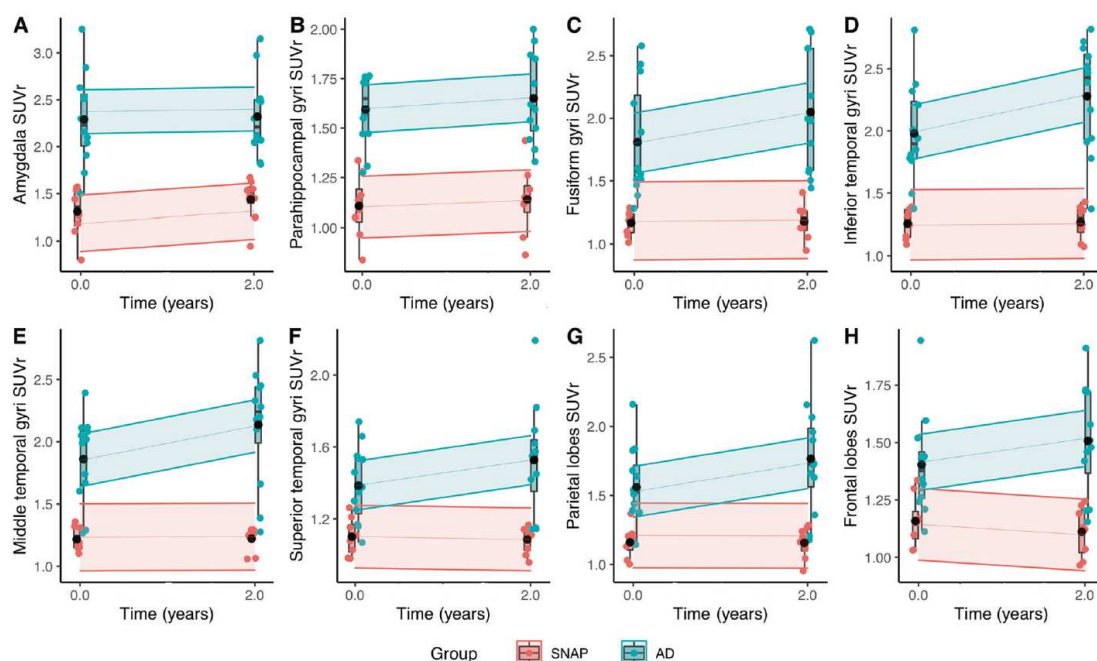 A
Amygdala SUVr
3.0
2.5
2.0
1.5
1.0
0.0
2.0
Time (years)
B
Parahippocampal gyri SUVr
2.00
1.75
1.50
1.25
1.00
0.0
2.0
Time (years)
C
Fusiform gyri SUVr
2.5
2.0
1.5
1.0
0.0
2.0
Time (years)
D
Inferior temporal gyri SUVr
2.5
2.0
1.5
1.0
0.0
2.0
Time (years)
E
Middle temporal gyri SUVr
2.5
2.0
1.5
1.0
0.0
2.0
Time (years)
F
Superior temporal gyri SUVr
2.0
1.6
1.2
0.0
2.0
Time (years)
G
Parietal lobes SUVr
2.5
2.0
1.5
1.0
0.0
2.0
Time (years)
H
Frontal lobes SUVr
1.75
1.50
1.25
1.00
0.0
2.0
Time (years)
Group SNAP AD